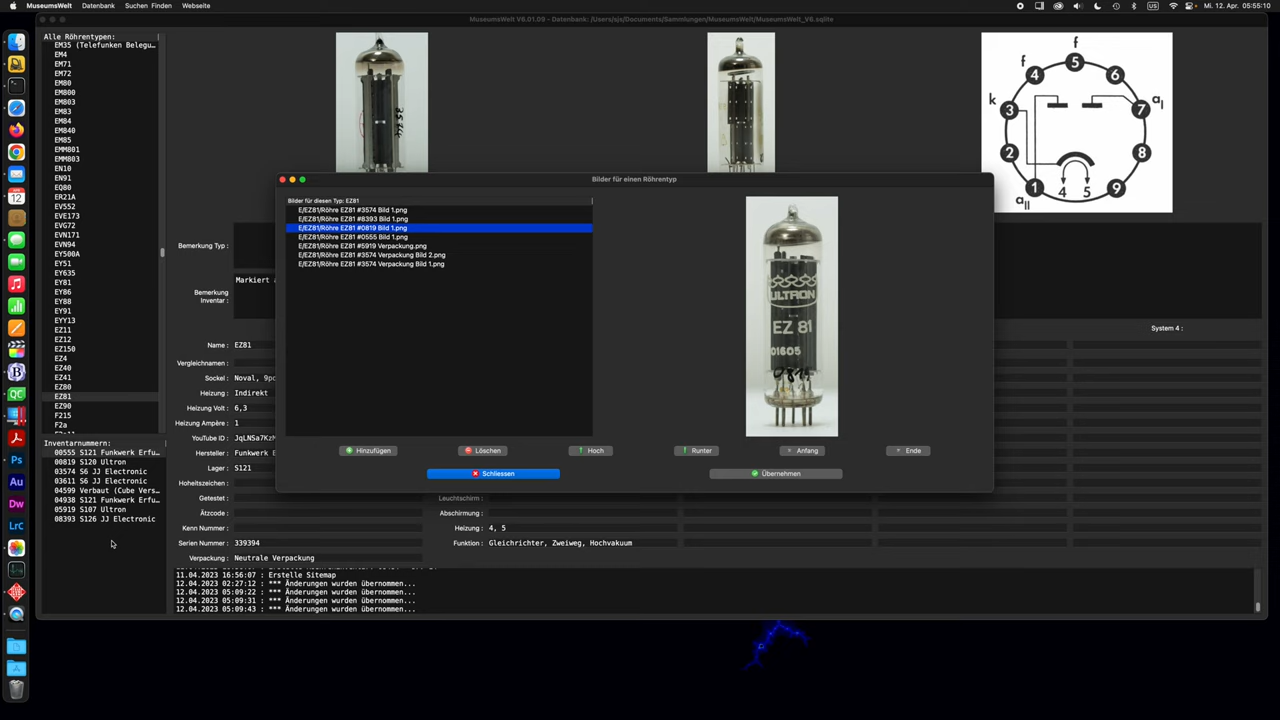 MuseumsWelt Datenbank Suchen Finden Webseite
US Mi. 12. Apr. 05:55:10
MuseumsWelt V6.01.09 - Datenbank: /Users/sjs/Documents/Sammlungen/MuseumsWelt/MuseumsWelt_V6.sqlite
Alle Röhrentypen:
EM35 (Telefunken Belegu…
EM4
EM71
EM72
EM80
EM800
EM803
EM83
EM84
EM840
EM85
EMM801
EMM803
EN10
EN91
EQ80
ER21A
EV552
EVE173
EVG72
EVN171
EVN94
EY500A
EY51
EY635
EY81
EY86
EY88
EY91
EYY13
EZ11
EZ12
EZ150
EZ4
EZ40
EZ41
EZ80
EZ81
EZ90
F215
F2a
Inventarnummern:
00555 S121 Funkwerk Erfu…
00819 S120 Ultron
03574 S6 JJ Electronic
03611 S6 JJ Electronic
04599 Verbaut (Cube Vers…
04938 S121 Funkwerk Erfu…
05919 S107 Ultron
08393 S126 JJ Electronic
f
f 4 5 6
k 3 7 aI
2 8
1 4 5 9
aII
Bemerkung Typ :
Bemerkung
Inventar :
Markiert a
System 4 :
Name : EZ81
Vergleichnamen :
Sockel : Noval, 9po
Heizung : Indirekt
Heizung Volt : 6,3
Heizung Ampère : 1
YouTube ID : JqLNSa7KzM
Hersteller : Funkwerk E
Lager : S121
Hoheitszeichen :
Getestet :
Leuchtschirm :
Ätzcode :
Abschirmung :
Kenn Nummer :
Heizung : 4, 5
Serien Nummer : 339394
Funktion : Gleichrichter, Zweiweg, Hochvakuum
Verpackung : Neutrale Verpackung
11.04.2023 16:56:07 : Erstelle Sitemap
12.04.2023 02:27:12 : *** Änderungen wurden übernommen...
12.04.2023 05:09:22 : *** Änderungen wurden übernommen...
12.04.2023 05:09:31 : *** Änderungen wurden übernommen...
12.04.2023 05:09:43 : *** Änderungen wurden übernommen...
Bilder für einen Röhrentyp
Bilder für diesen Typ: EZ81
E/EZ81/Röhre EZ81 #3574 Bild 1.png
E/EZ81/Röhre EZ81 #8393 Bild 1.png
E/EZ81/Röhre EZ81 #0819 Bild 1.png
E/EZ81/Röhre EZ81 #0555 Bild 1.png
E/EZ81/Röhre EZ81 #5919 Verpackung.png
E/EZ81/Röhre EZ81 #3574 Verpackung Bild 2.png
E/EZ81/Röhre EZ81 #3574 Verpackung Bild 1.png
ULTRON
EZ 81
01605
Hinzufügen
Löschen
Hoch
Runter
Anfang
Ende
Schliessen
Übernehmen